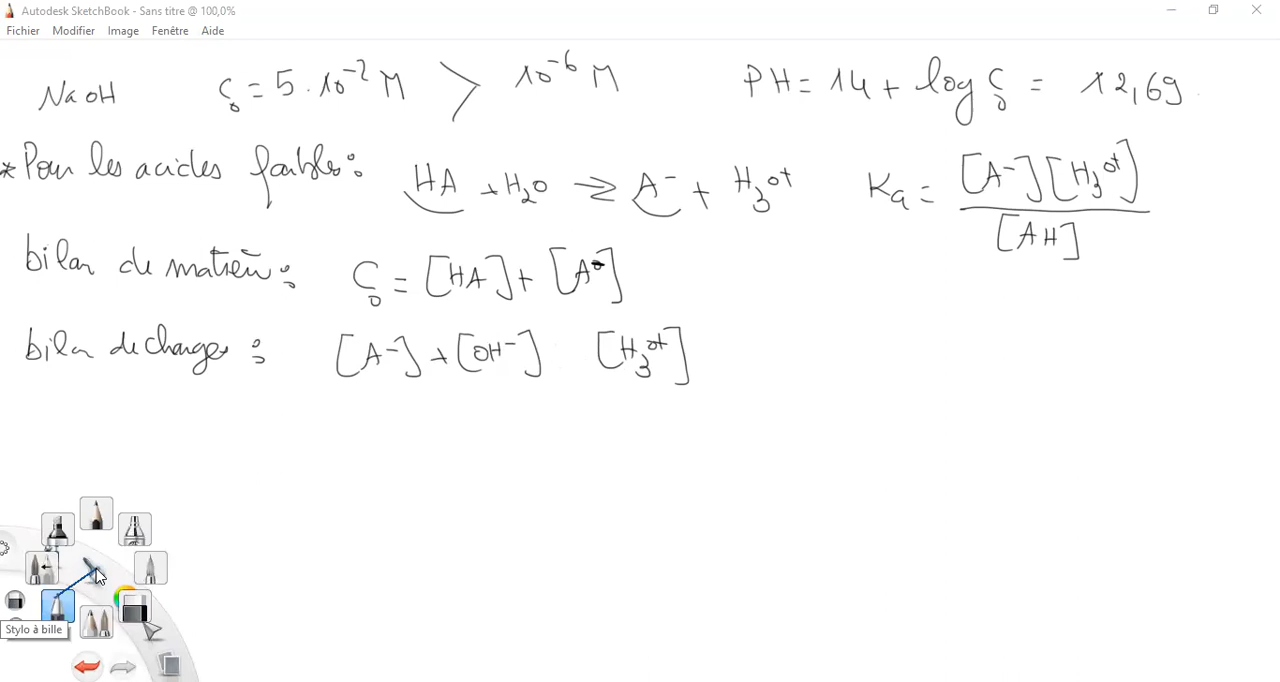 Autodesk SketchBook - Sans titre @ 100,0%
Fichier Modifier Image Fenêtre Aide
NaOH C₀ = 5 . 10⁻² M > 10⁻⁶ M PH = 14 + log C₀ = 12,69
* Pour les acides faibles : HA + H₂O ⇌ A⁻ + H₃O⁺ Ka = [A⁻][H₃O⁺] / [AH]
bilan de matière : C₀ = [HA] + [A⁻]
bilan de charges : [A⁻] + [OH⁻] [H₃O⁺]
Stylo à bille